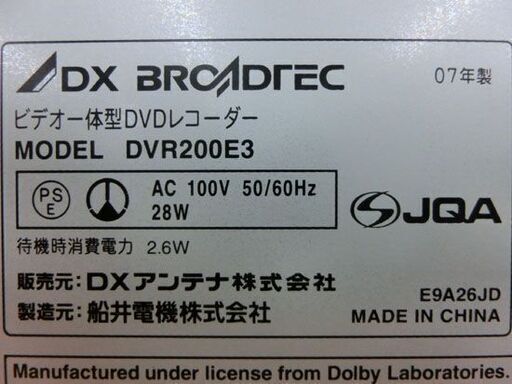 DX BROADTEC
07年製
ビデオ一体型DVDレコーダー
MODEL DVR200E3
PS
E
AC 100V 50/60Hz
28W
JQA
待機時消費電力 2.6W
販売元: DXアンテナ株式会社
製造元: 船井電機株式会社
E9A26JD
MADE IN CHINA
Manufactured under license from Dolby Laboratories.